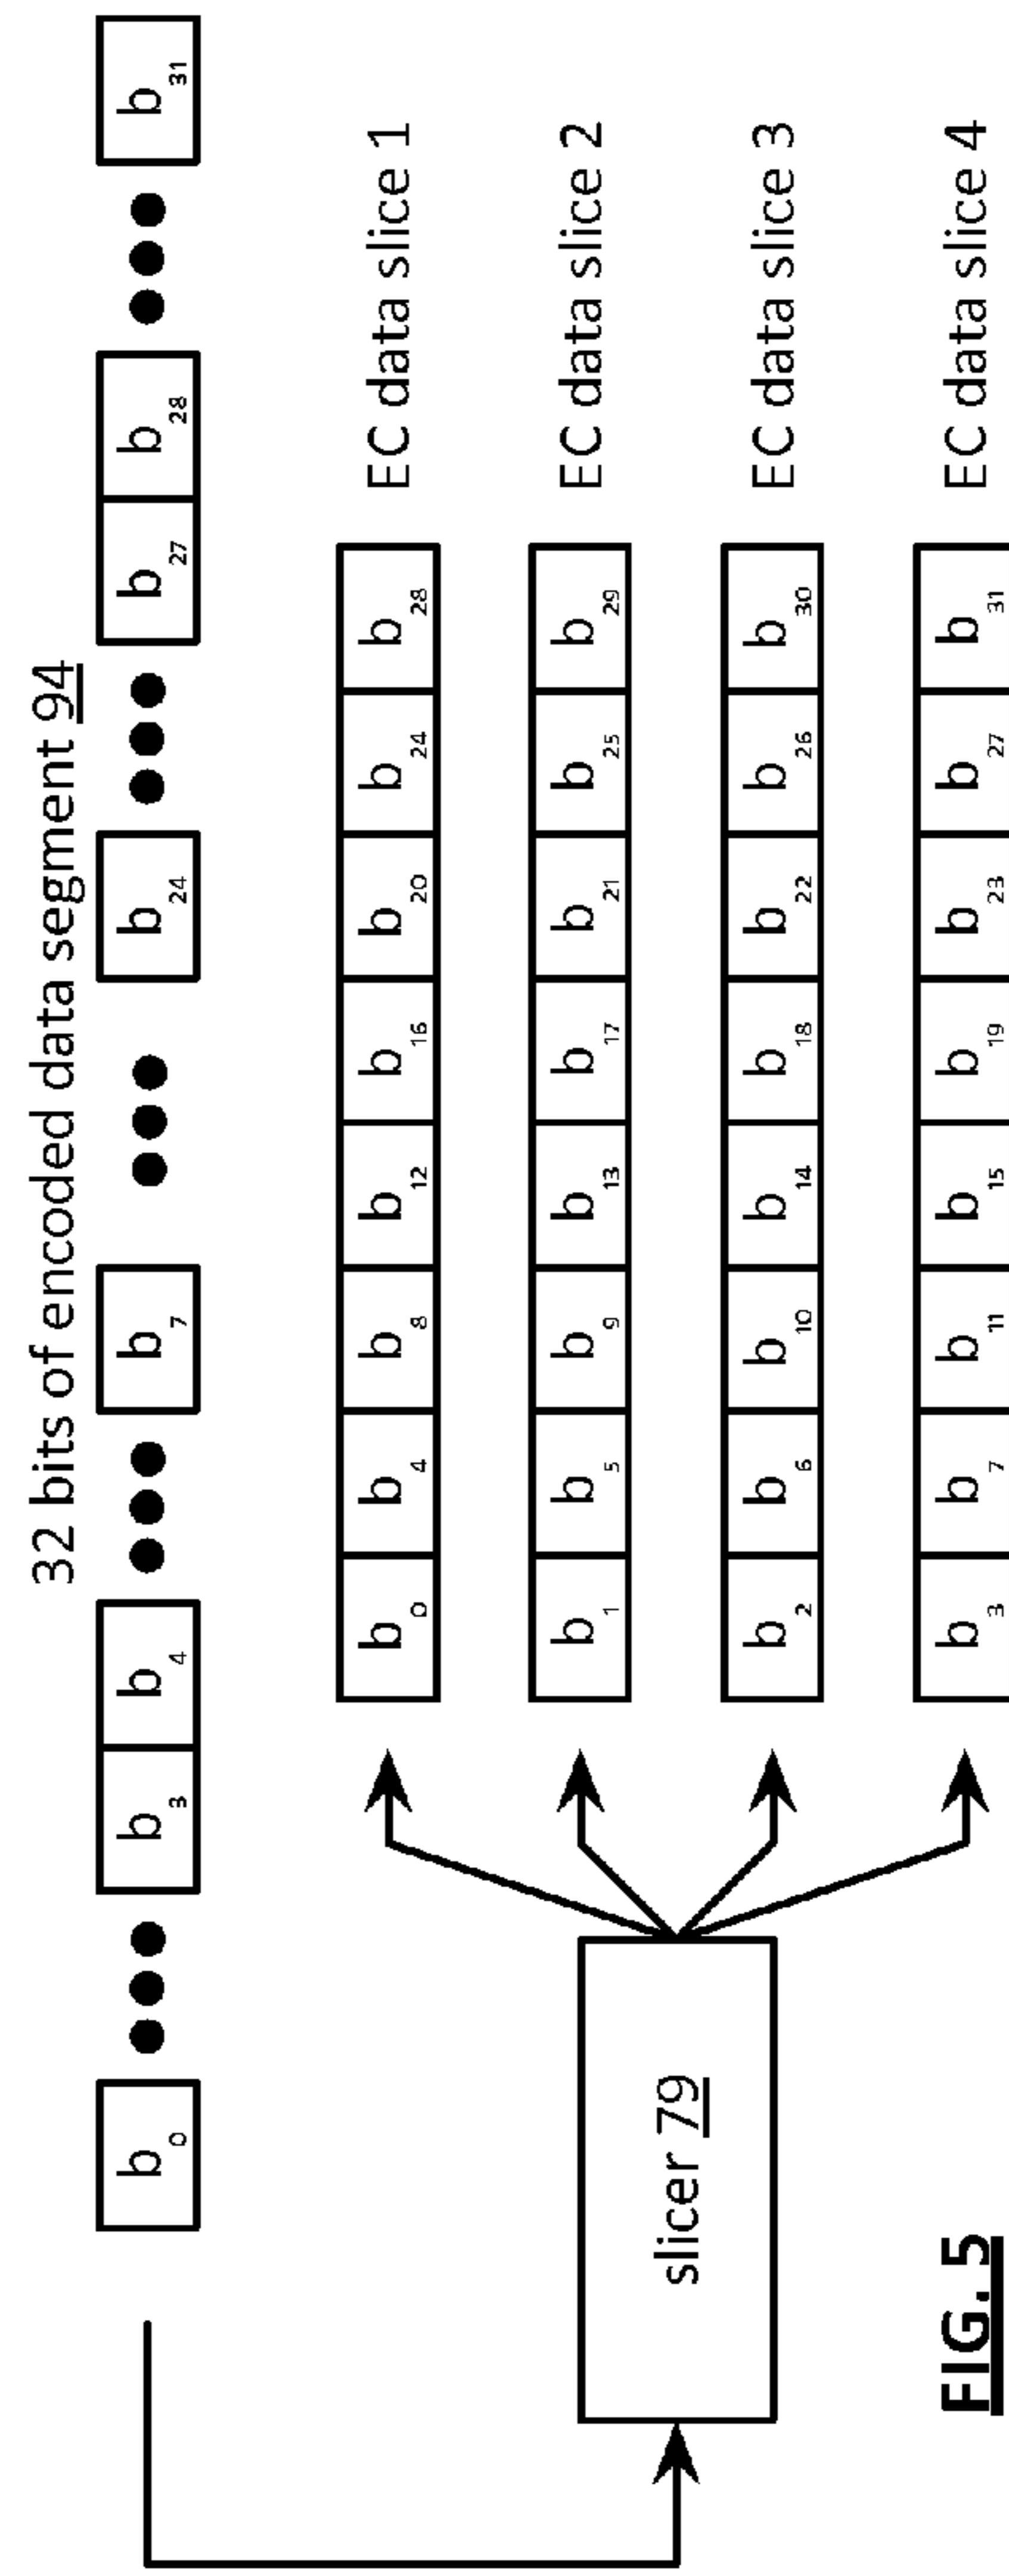 32 bits of encoded data segment 94
b0 ●●● b3 b4 ●●● b7 ●●● b24 ●●● b27 b28 ●●● b31
b0 b4 b8 b12 b16 b20 b24 b28 EC data slice 1
b1 b5 b9 b13 b17 b21 b25 b29 EC data slice 2
slicer 79
b2 b6 b10 b14 b18 b22 b26 b30 EC data slice 3
b3 b7 b11 b15 b19 b23 b27 b31 EC data slice 4
FIG. 5